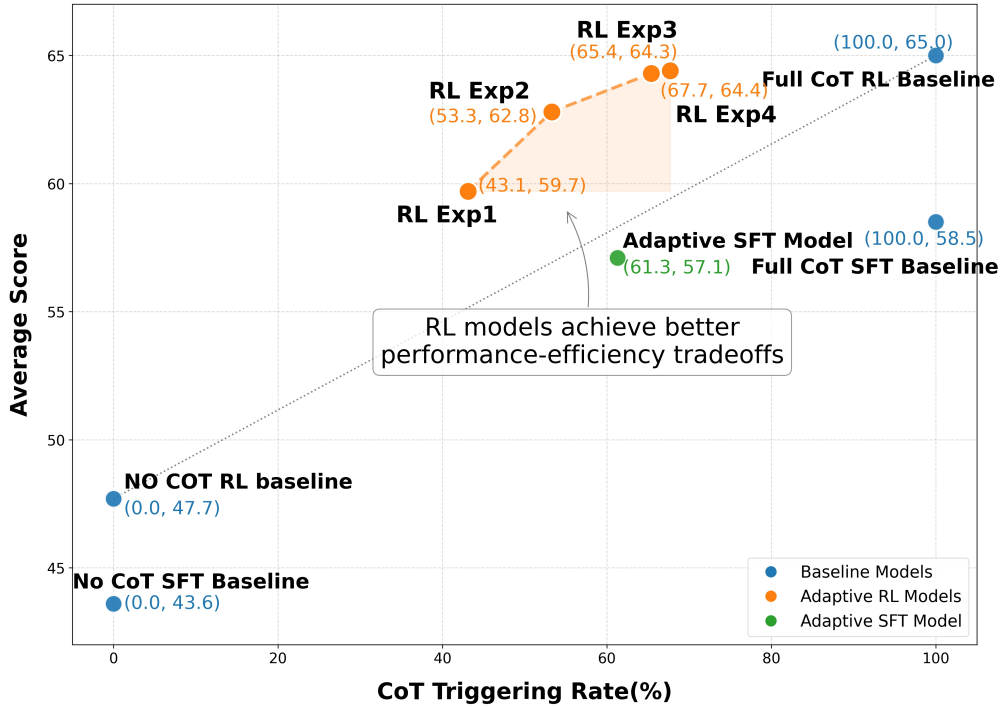 RL Exp3
(65.4, 64.3)
(100.0, 65.0)
Full CoT RL Baseline
RL Exp2
(67.7, 64.4)
(53.3, 62.8)
RL Exp4
(43.1, 59.7)
RL Exp1
Adaptive SFT Model
(100.0, 58.5)
(61.3, 57.1)
Full CoT SFT Baseline
RL models achieve better
performance-efficiency tradeoffs
NO COT RL baseline
(0.0, 47.7)
No CoT SFT Baseline
(0.0, 43.6)
Baseline Models
Adaptive RL Models
Adaptive SFT Model
65
60
55
50
45
Average Score
0
20
40
60
80
100
CoT Triggering Rate(%)